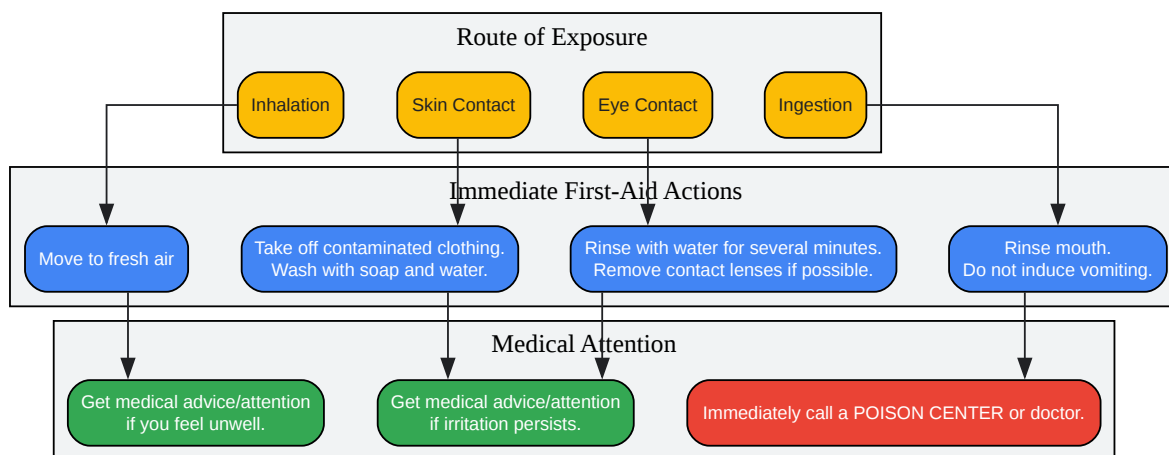 Route of Exposure
Inhalation
Skin Contact
Eye Contact
Ingestion
Immediate First-Aid Actions
Move to fresh air
Take off contaminated clothing.
Wash with soap and water.
Rinse with water for several minutes.
Remove contact lenses if possible.
Rinse mouth.
Do not induce vomiting.
Medical Attention
Get medical advice/attention
if you feel unwell.
Get medical advice/attention
if irritation persists.
Immediately call a POISON CENTER or doctor.